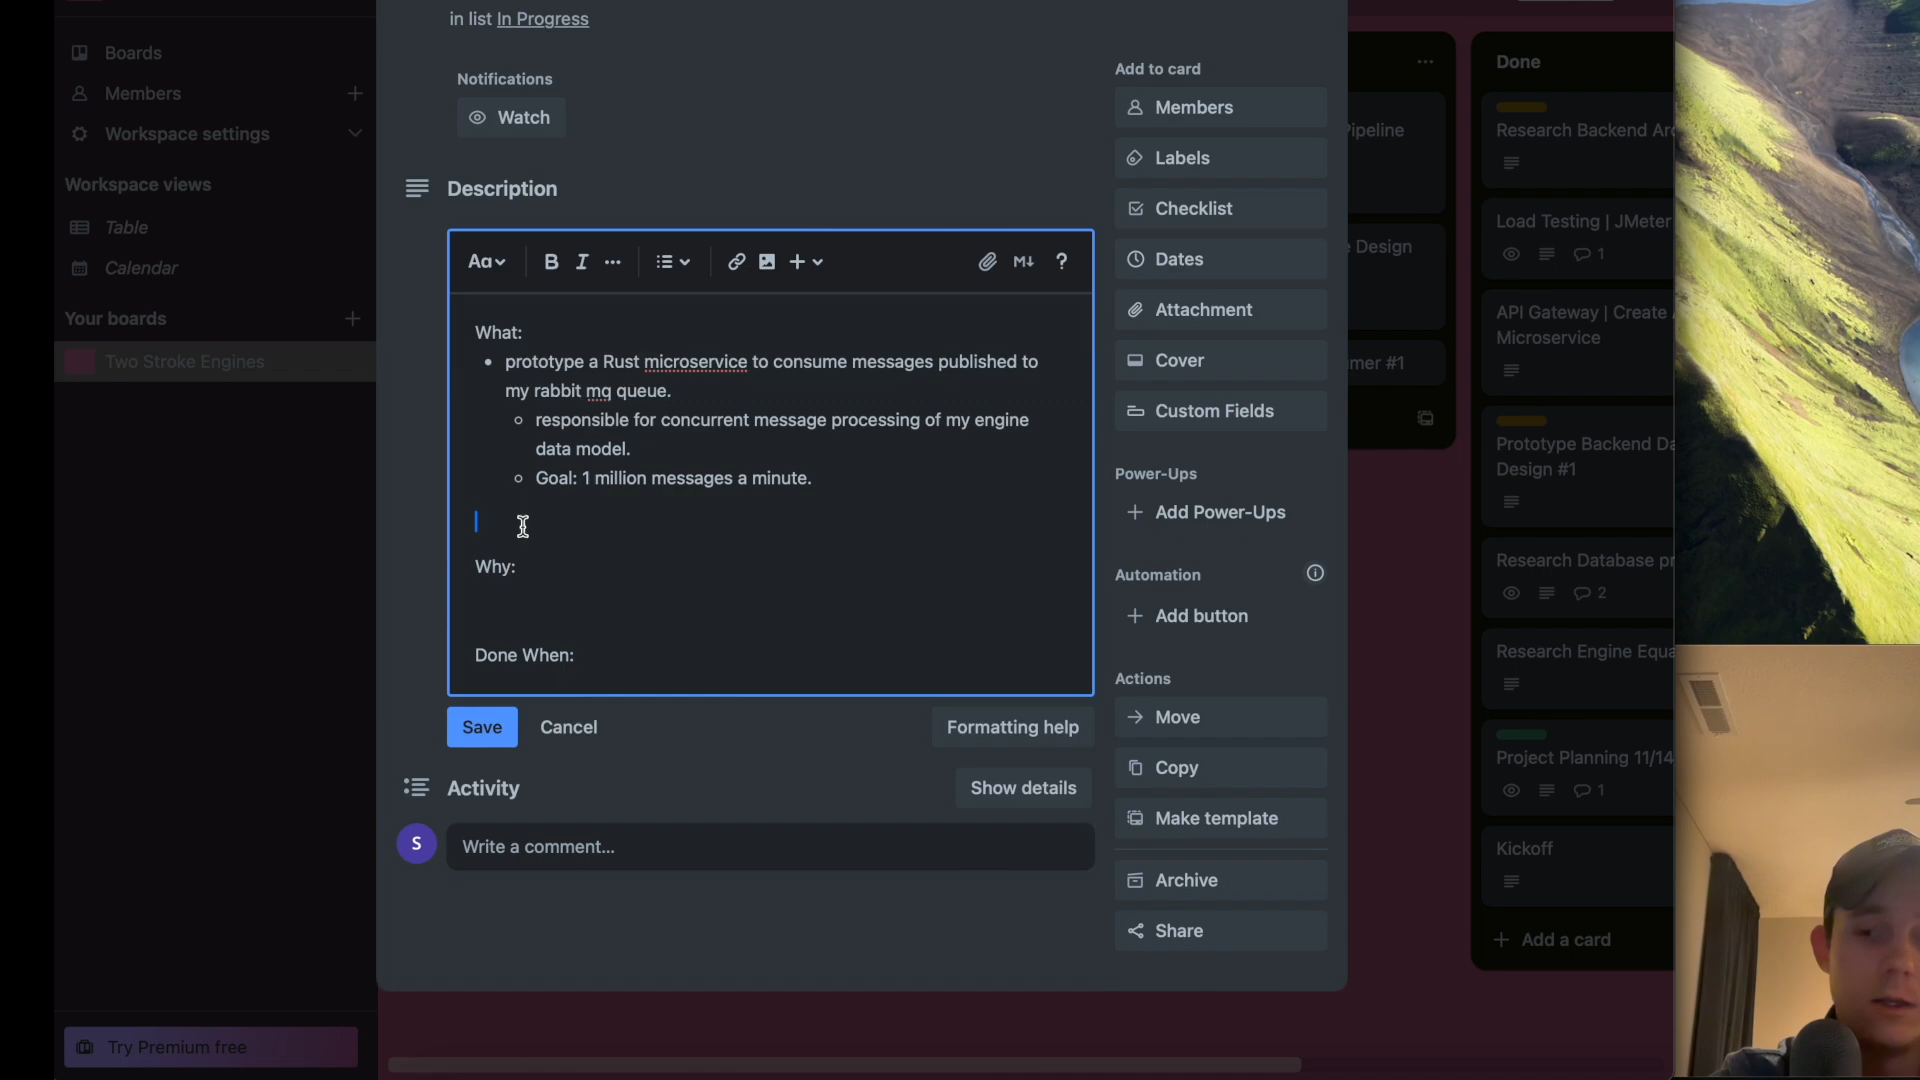 in list In Progress
Boards
Members
Workspace settings
Workspace views
Table
Calendar
Your boards
Two Stroke Engines
Try Premium free
Notifications
Watch
Description
Aa
B I
M
?
What:
prototype a Rust microservice to consume messages published to
my rabbit mq queue.
responsible for concurrent message processing of my engine
data model.
Goal: 1 million messages a minute.
Why:
Done When:
Save
Cancel
Formatting help
Activity
Show details
S
Write a comment...
Add to card
Members
Labels
Checklist
Dates
Attachment
Cover
Custom Fields
Power-Ups
Add Power-Ups
Automation
Add button
Actions
Move
Copy
Make template
Archive
Share
Design
#1
Done
Research Backend
Load Testing | JMeter
1
API Gateway | Create
Microservice
Prototype Backend
Design #1
Research Database
2
Research Engine
Project Planning 11/14
1
Kickoff
Add a card